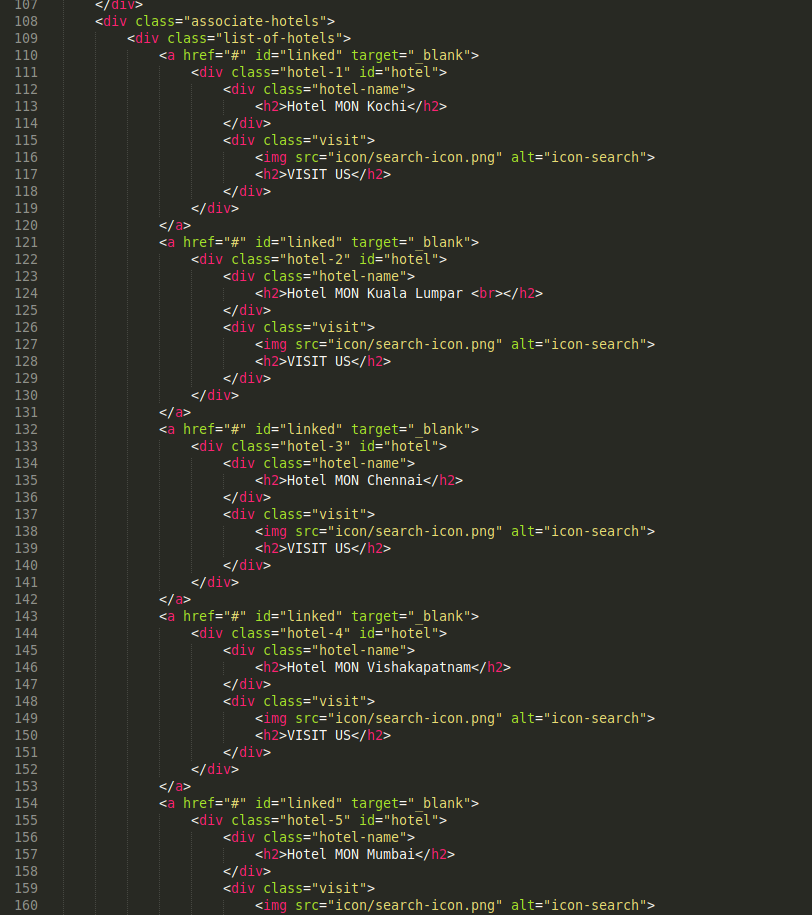 107 </div>
108 <div class="associate-hotels">
109 <div class="list-of-hotels">
110 <a href="#" id="linked" target="_blank">
111 <div class="hotel-1" id="hotel">
112 <div class="hotel-name">
113 <h2>Hotel MON Kochi</h2>
114 </div>
115 <div class="visit">
116 <img src="icon/search-icon.png" alt="icon-search">
117 <h2>VISIT US</h2>
118 </div>
119 </div>
120 </a>
121 <a href="#" id="linked" target="_blank">
122 <div class="hotel-2" id="hotel">
123 <div class="hotel-name">
124 <h2>Hotel MON Kuala Lumpar <br></h2>
125 </div>
126 <div class="visit">
127 <img src="icon/search-icon.png" alt="icon-search">
128 <h2>VISIT US</h2>
129 </div>
130 </div>
131 </a>
132 <a href="#" id="linked" target="_blank">
133 <div class="hotel-3" id="hotel">
134 <div class="hotel-name">
135 <h2>Hotel MON Chennai</h2>
136 </div>
137 <div class="visit">
138 <img src="icon/search-icon.png" alt="icon-search">
139 <h2>VISIT US</h2>
140 </div>
141 </div>
142 </a>
143 <a href="#" id="linked" target="_blank">
144 <div class="hotel-4" id="hotel">
145 <div class="hotel-name">
146 <h2>Hotel MON Vishakapatnam</h2>
147 </div>
148 <div class="visit">
149 <img src="icon/search-icon.png" alt="icon-search">
150 <h2>VISIT US</h2>
151 </div>
152 </div>
153 </a>
154 <a href="#" id="linked" target="_blank">
155 <div class="hotel-5" id="hotel">
156 <div class="hotel-name">
157 <h2>Hotel MON Mumbai</h2>
158 </div>
159 <div class="visit">
160 <img src="icon/search-icon.png" alt="icon-search">